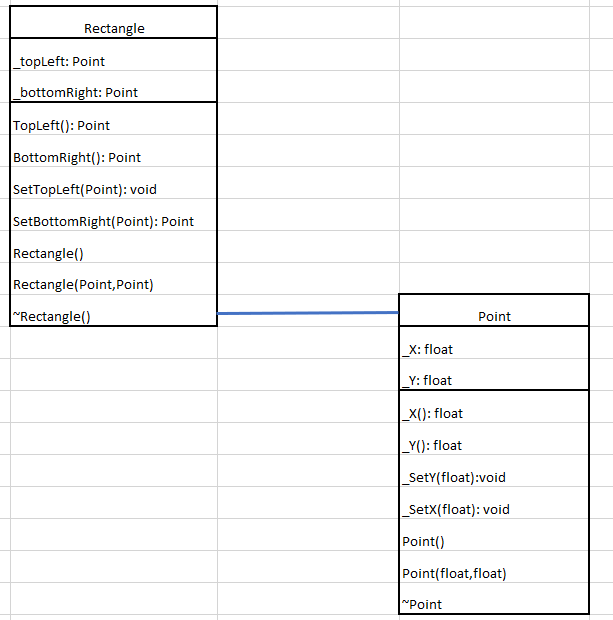 Rectangle
_topLeft: Point
_bottomRight: Point
TopLeft(): Point
BottomRight(): Point
SetTopLeft(Point): void
SetBottomRight(Point): Point
Rectangle()
Rectangle(Point,Point)
~Rectangle()
Point
_X: float
_Y: float
_X(): float
_Y(): float
_SetY(float):void
_SetX(float): void
Point()
Point(float,float)
~Point